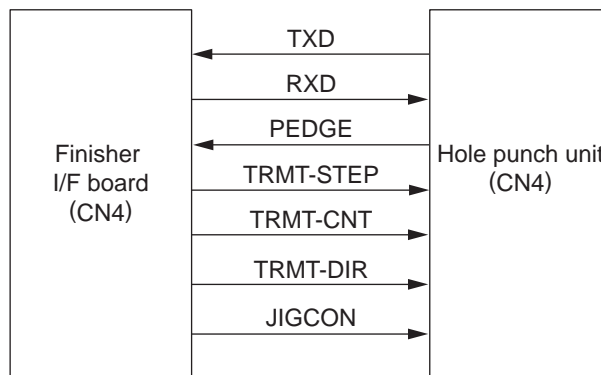 TXD
RXD
PEDGE
Finisher
I/F board
(CN4)
Hole punch unit
(CN4)
TRMT-STEP
TRMT-CNT
TRMT-DIR
JIGCON